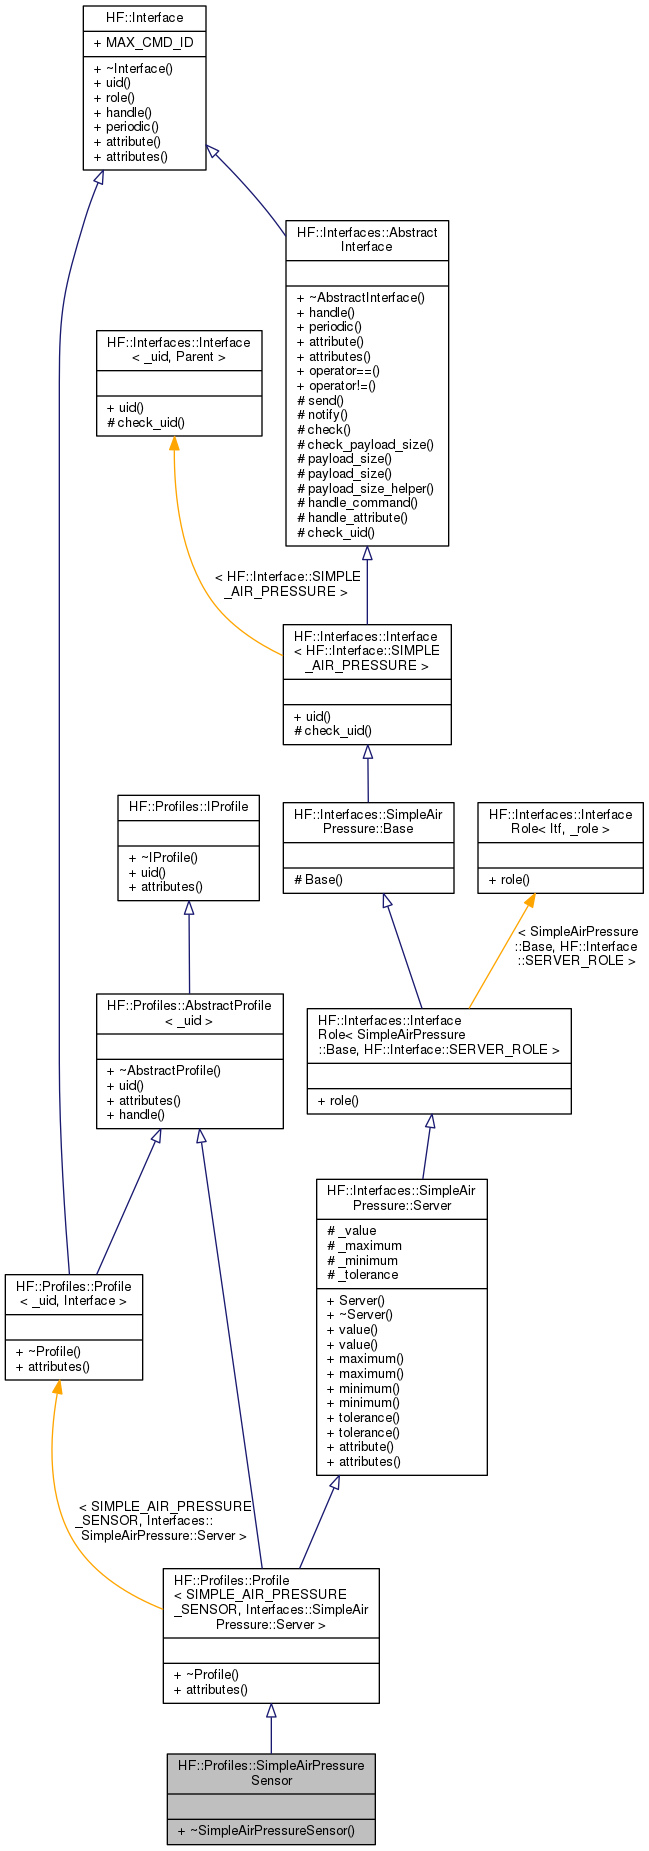 HF::Interface
+ MAX_CMD_ID
+ ~Interface()
+ uid()
+ role()
+ handle()
+ periodic()
+ attribute()
+ attributes()
HF::Interfaces::Abstract
Interface
+ ~AbstractInterface()
+ handle()
+ periodic()
+ attribute()
+ attributes()
+ operator==()
+ operator!=()
# send()
# notify()
# check()
# check_payload_size()
# payload_size()
# payload_size()
# payload_size_helper()
# handle_command()
# handle_attribute()
# check_uid()
HF::Interfaces::Interface
< _uid, Parent >
+ uid()
# check_uid()
< HF::Interface::SIMPLE
_AIR_PRESSURE >
HF::Interfaces::Interface
< HF::Interface::SIMPLE
_AIR_PRESSURE >
+ uid()
# check_uid()
HF::Profiles::IProfile
+ ~IProfile()
+ uid()
+ attributes()
HF::Interfaces::SimpleAir
Pressure::Base
# Base()
HF::Interfaces::Interface
Role< Itf, _role >
+ role()
< SimpleAirPressure
::Base, HF::Interface
::SERVER_ROLE >
HF::Profiles::AbstractProfile
< _uid >
+ ~AbstractProfile()
+ uid()
+ attributes()
+ handle()
HF::Interfaces::Interface
Role< SimpleAirPressure
::Base, HF::Interface::SERVER_ROLE >
+ role()
HF::Interfaces::SimpleAir
Pressure::Server
# _value
# _maximum
# _minimum
# _tolerance
+ Server()
+ ~Server()
+ value()
+ value()
+ maximum()
+ maximum()
+ minimum()
+ minimum()
+ tolerance()
+ tolerance()
+ attribute()
+ attributes()
HF::Profiles::Profile
< _uid, Interface >
+ ~Profile()
+ attributes()
< SIMPLE_AIR_PRESSURE
_SENSOR, Interfaces::
SimpleAirPressure::Server >
HF::Profiles::Profile
< SIMPLE_AIR_PRESSURE
_SENSOR, Interfaces::SimpleAir
Pressure::Server >
+ ~Profile()
+ attributes()
HF::Profiles::SimpleAirPressure
Sensor
+ ~SimpleAirPressureSensor()